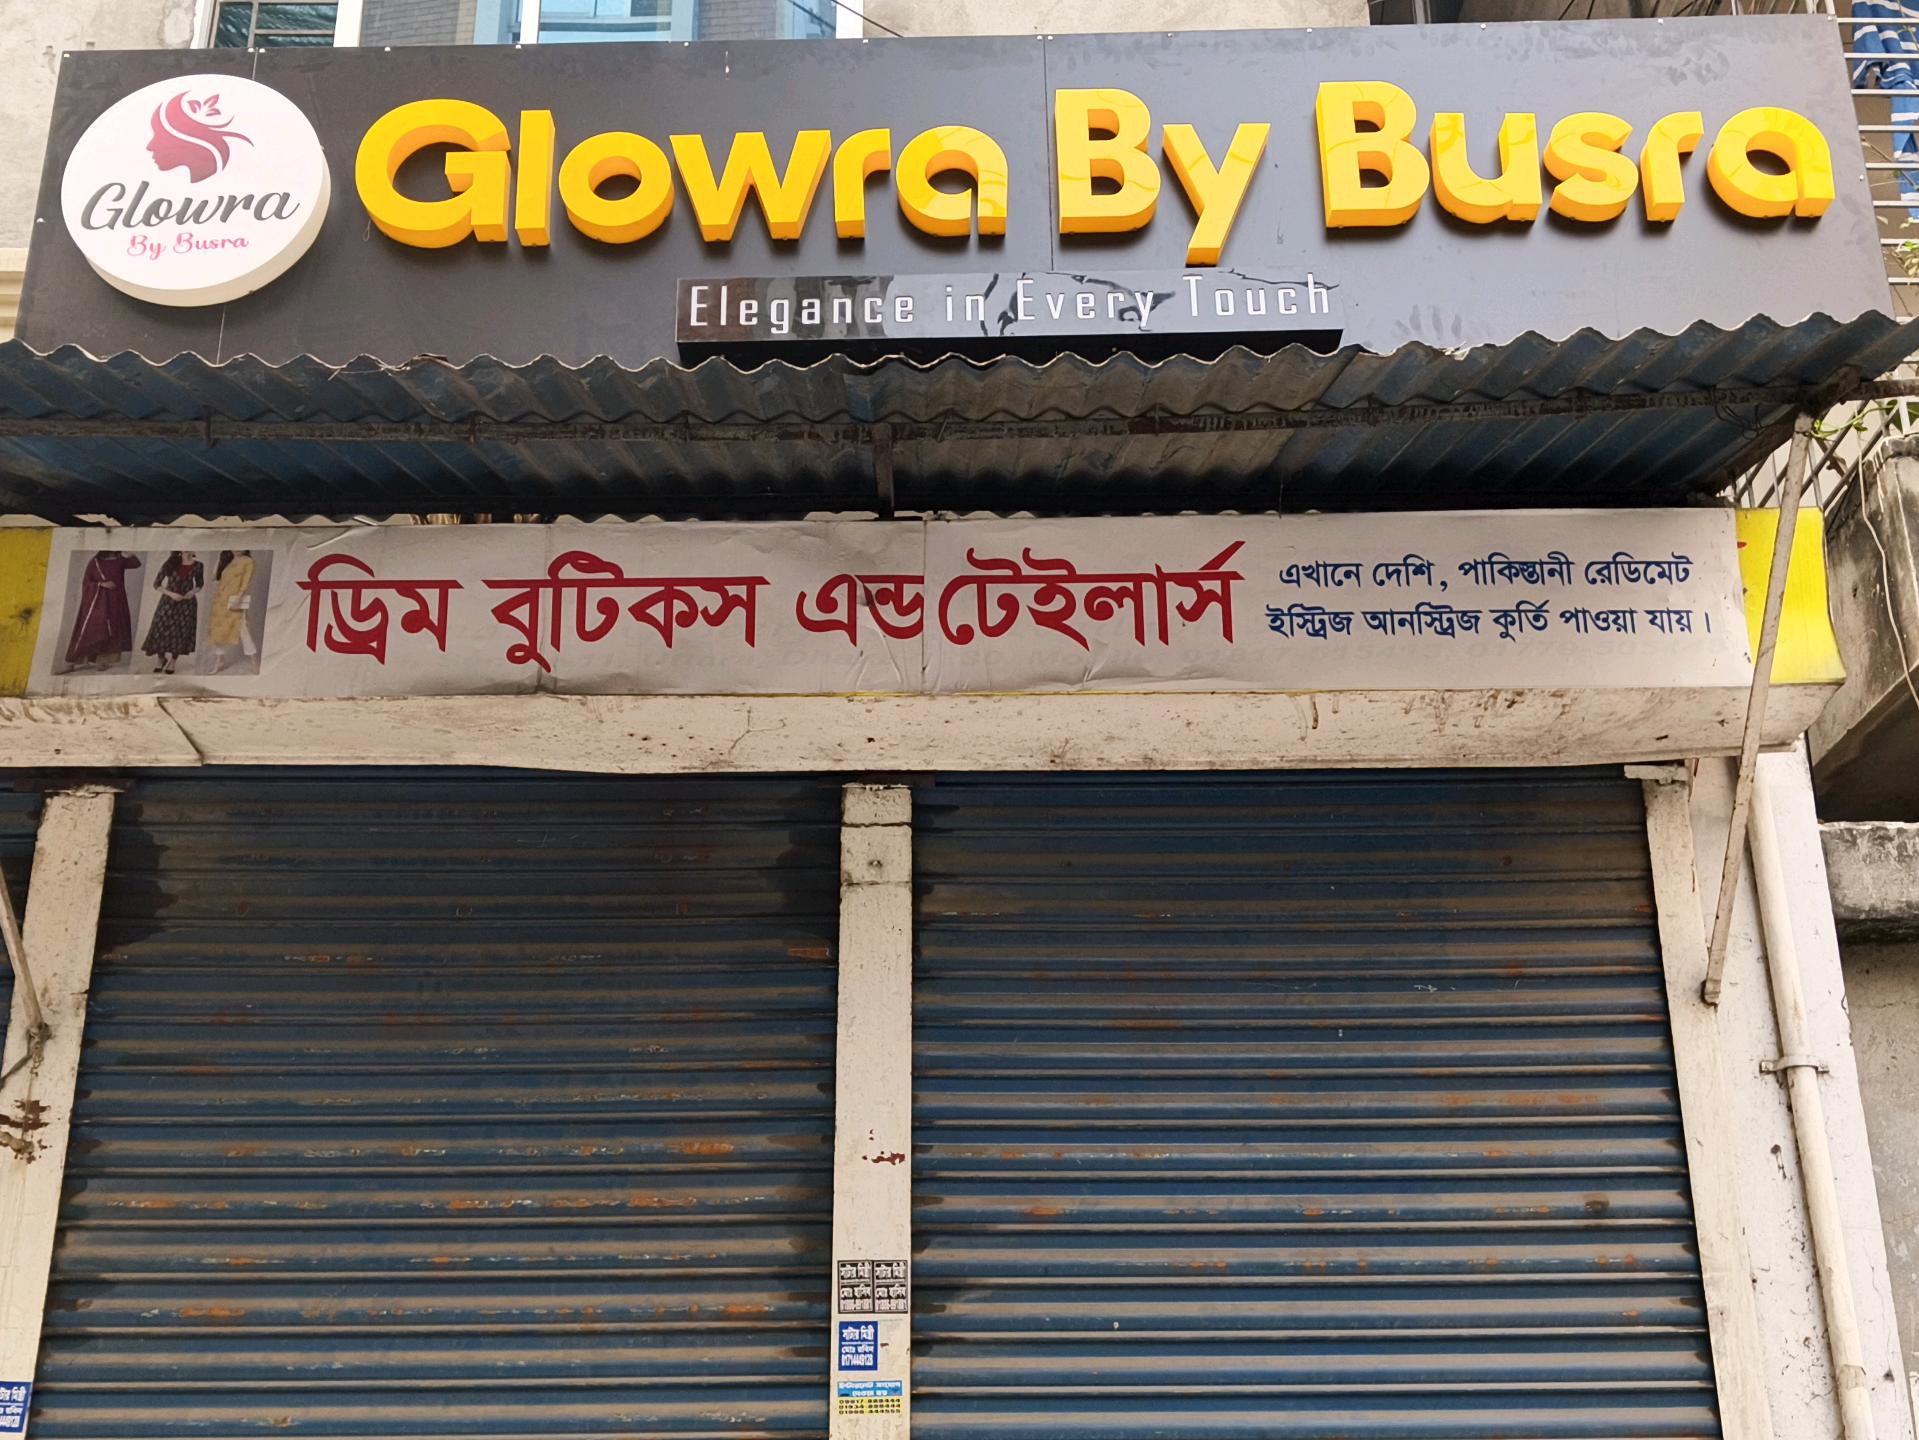 Glowra
By Busra
Glowra By Busra
Elegance in Every Touch
ড্রিম বুটিকস এন্ড টেইলার্স
এখানে দেশি, পাকিস্তানী রেডিমেট
ইস্ট্রিজ আনস্ট্রিজ কুর্তি পাওয়া যায়।
সাটার মিস্ত্রী
সাটার মিস্ত্রী
সাটার মিস্ত্রী